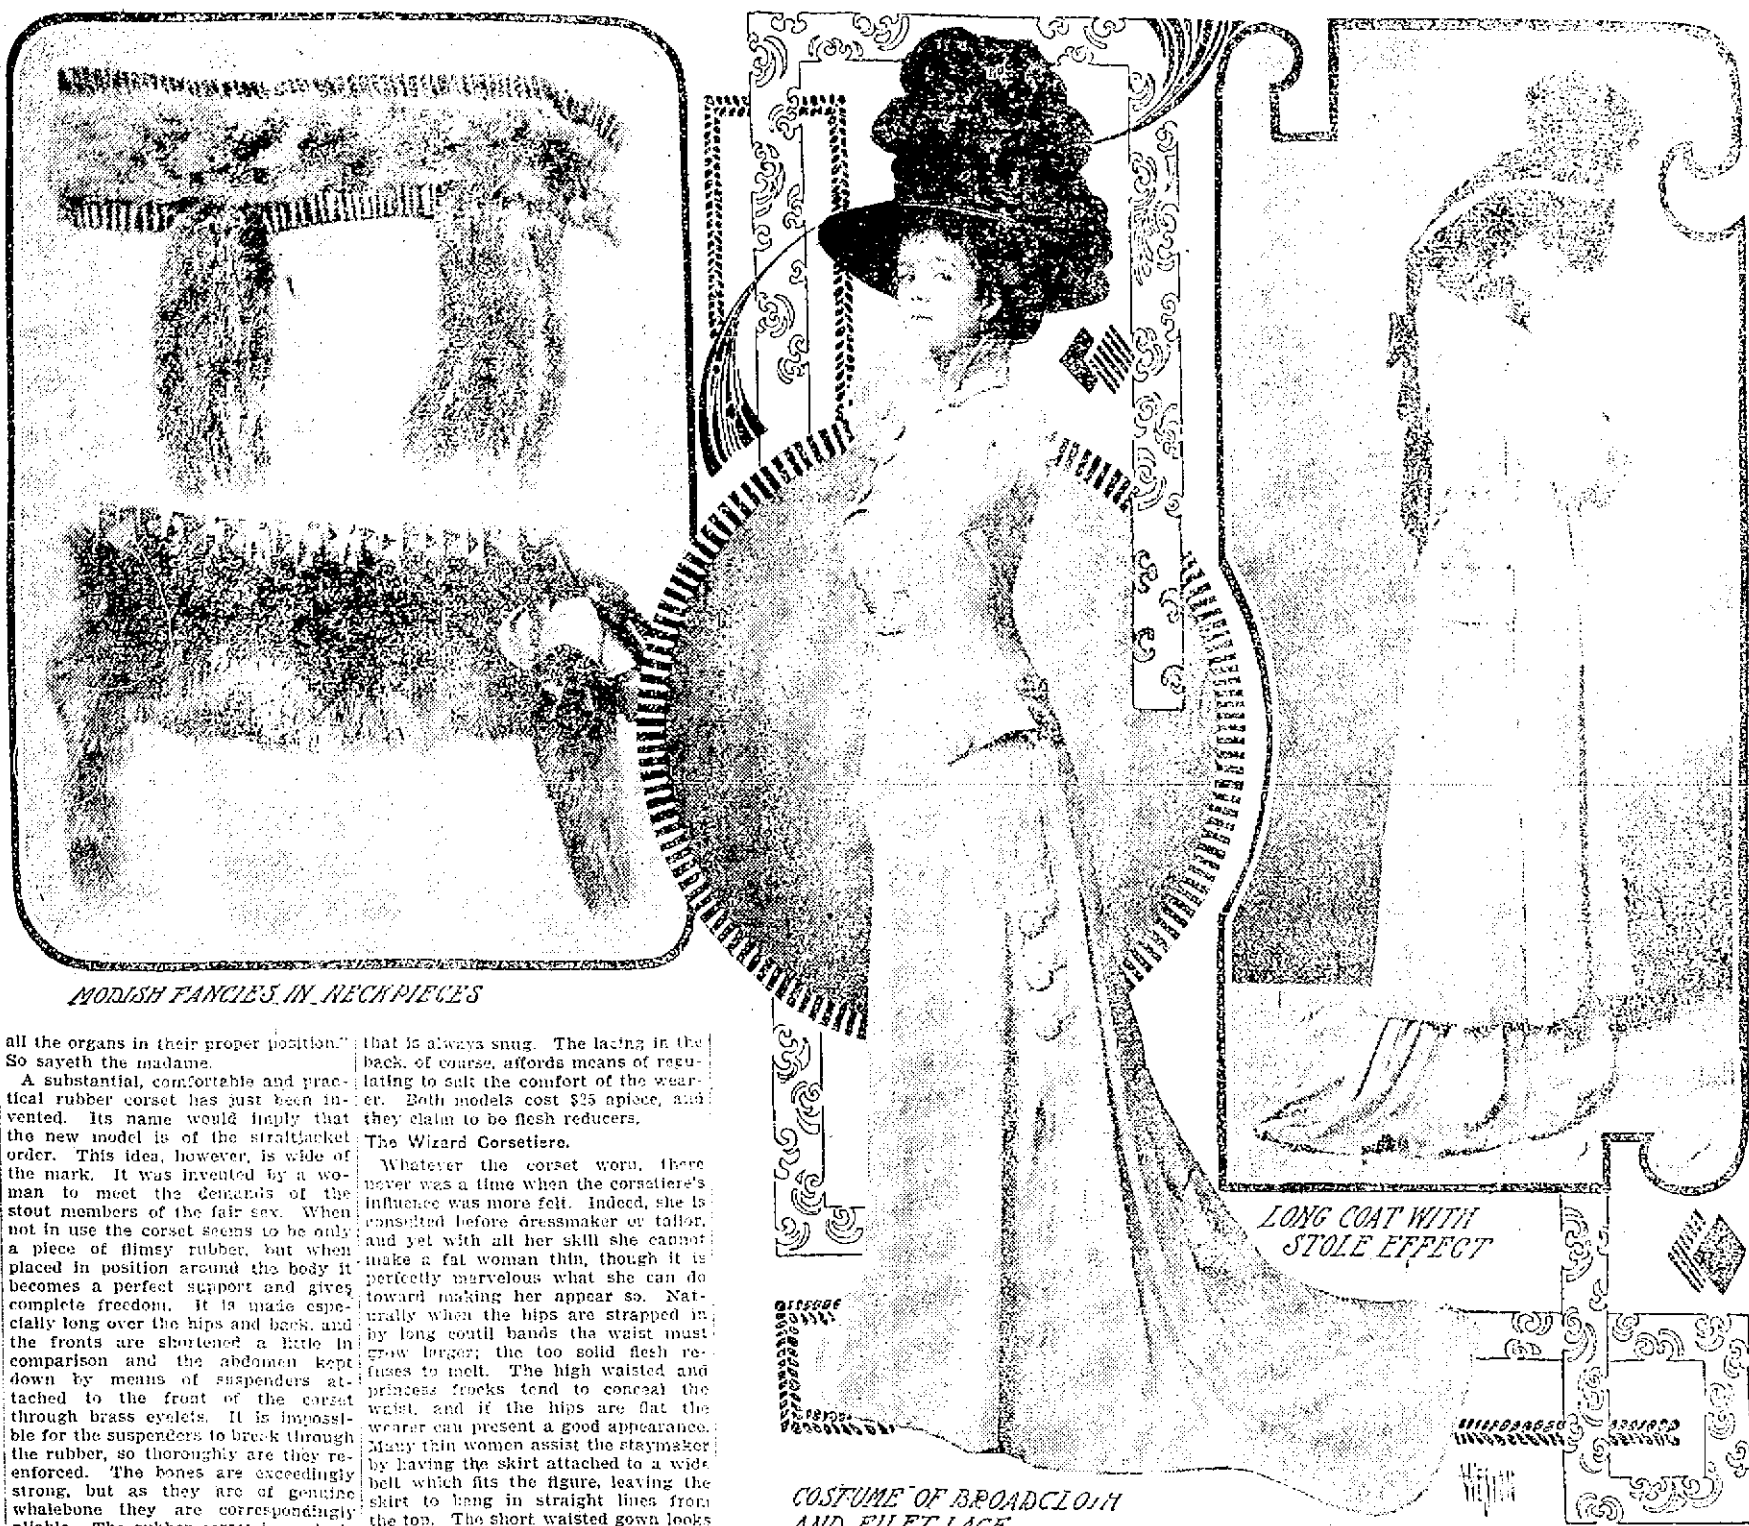 MODISH FANCIES IN NECKPIECES
all the organs in their proper position."
So sayeth the madame.
A substantial, comfortable and prac-
tical rubber corset has just been in-
vented. Its name would imply that
the new model is of the straitjacket
order. This idea, however, is wide of
the mark. It was invented by a wo-
man to meet the demands of the
stout members of the fair sex. When
not in use the corset seems to be only
a piece of flimsy rubber, but when
placed in position around the body it
becomes a perfect support and gives
complete freedom. It is made espe-
cially long over the hips and back, and
the fronts are shortened a little in
comparison and the abdomen kept
down by means of suspenders at-
tached to the front of the corset
through brass eyelets. It is impossi-
ble for the suspenders to break through
the rubber, so thoroughly are they re-
enforced. The bones are exceedingly
strong, but as they are of genuine
whalebone they are correspondingly
pliable. The rubber corset
that is always snug. The lacing in the
back, of course, affords means of regu-
lating to suit the comfort of the wear-
er. Both models cost $25 apiece, and
they claim to be flesh reducers.
The Wizard Corsetiere.
Whatever the corset worn, there
never was a time when the corsetiere's
influence was more felt. Indeed, she is
consulted before dressmaker or tailor,
and yet with all her skill she cannot
make a fat woman thin, though it is
perfectly marvelous what she can do
toward making her appear so. Nat-
urally when the hips are strapped in
by long coutil bands the waist must
grow larger; the too solid flesh re-
fuses to melt. The high waisted and
princess frocks tend to conceal the
waist, and if the hips are flat the
wearer can present a good appearance.
Many thin women assist the staymaker
by having the skirt attached to a wide
belt which fits the figure, leaving the
skirt to hang in straight lines from
the top. The short waisted gown looks
COSTUME OF BROADCLOTH
AND FILET LACE
LONG COAT WITH
STOLE EFFECT